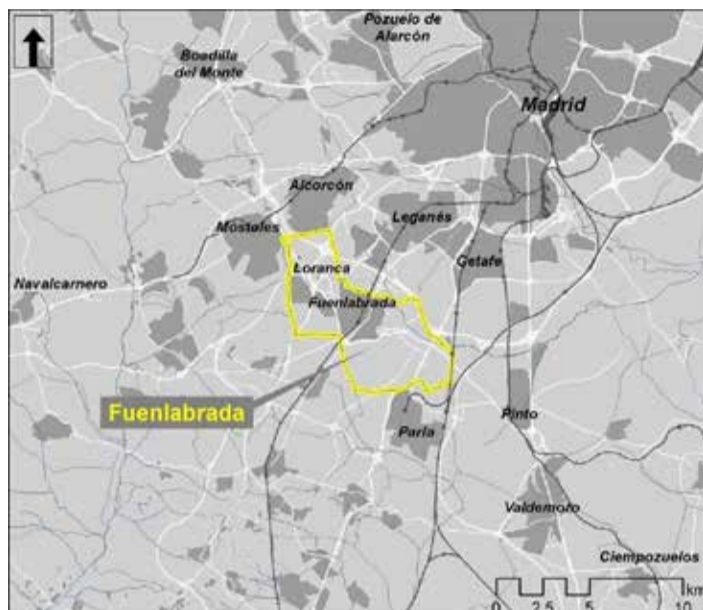 Pozuelo de
Alarcón
Boadilla
del Monte
Madrid
Alcorcón
Leganés
Móstoles
Getafe
Loranca
Navalcarnero
Fuenlabrada
Fuenlabrada
Pinto
Parla
Valdemoro
Ciempozuelos
km
0 2,5 5 10